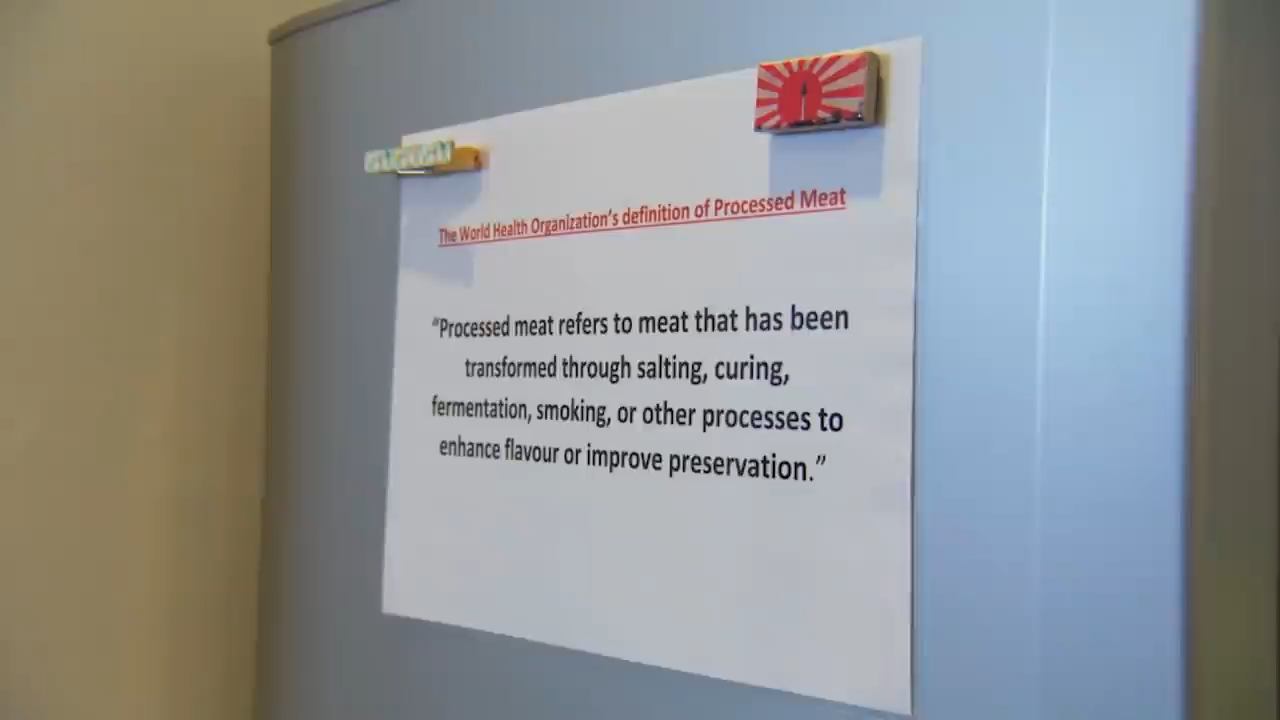 The World Health Organization's definition of Processed Meat
“Processed meat refers to meat that has been
transformed through salting, curing,
fermentation, smoking, or other processes to
enhance flavour or improve preservation.”